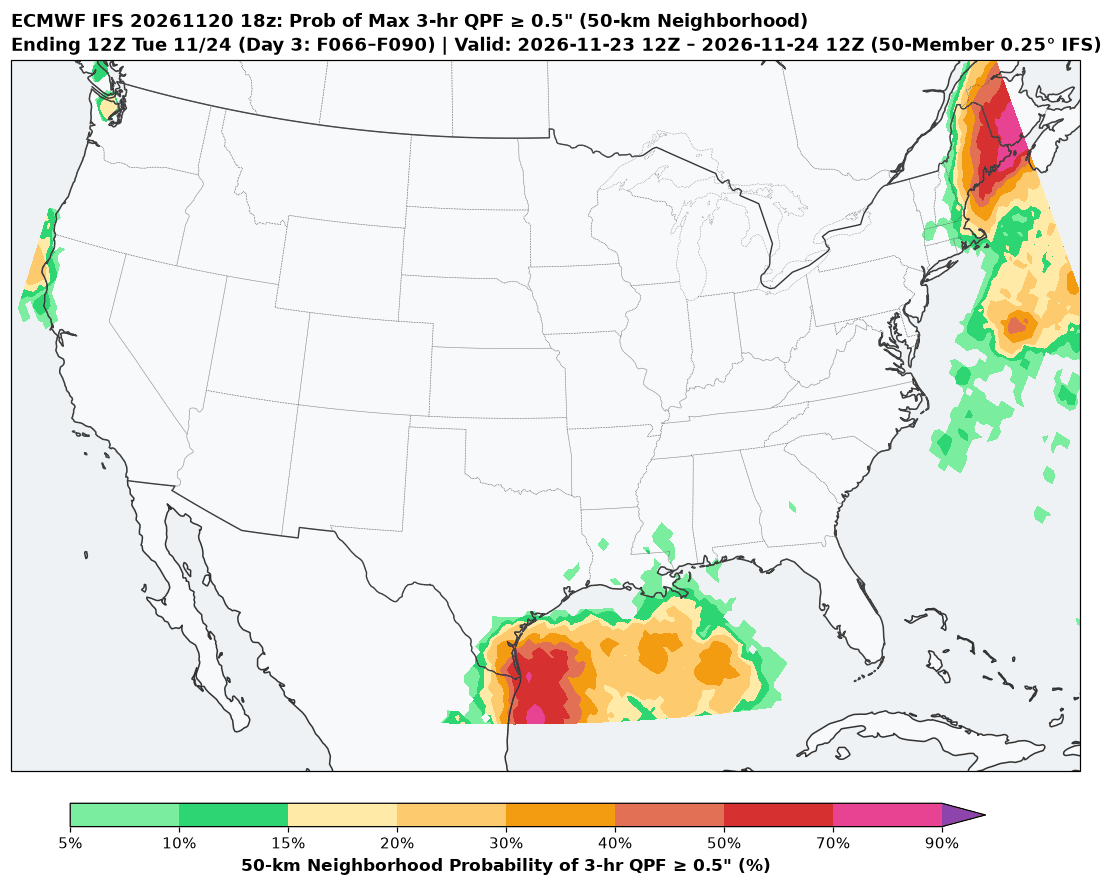 ECMWF IFS 20261120 18z: Prob of Max 3-hr QPF ≥ 0.5" (50-km Neighborhood)
Ending 12Z Tue 11/24 (Day 3: F066–F090) | Valid: 2026-11-23 12Z – 2026-11-24 12Z (50-Member 0.25° IFS)
5% 10% 15% 20% 30% 40% 50% 70% 90%
50-km Neighborhood Probability of 3-hr QPF ≥ 0.5" (%)